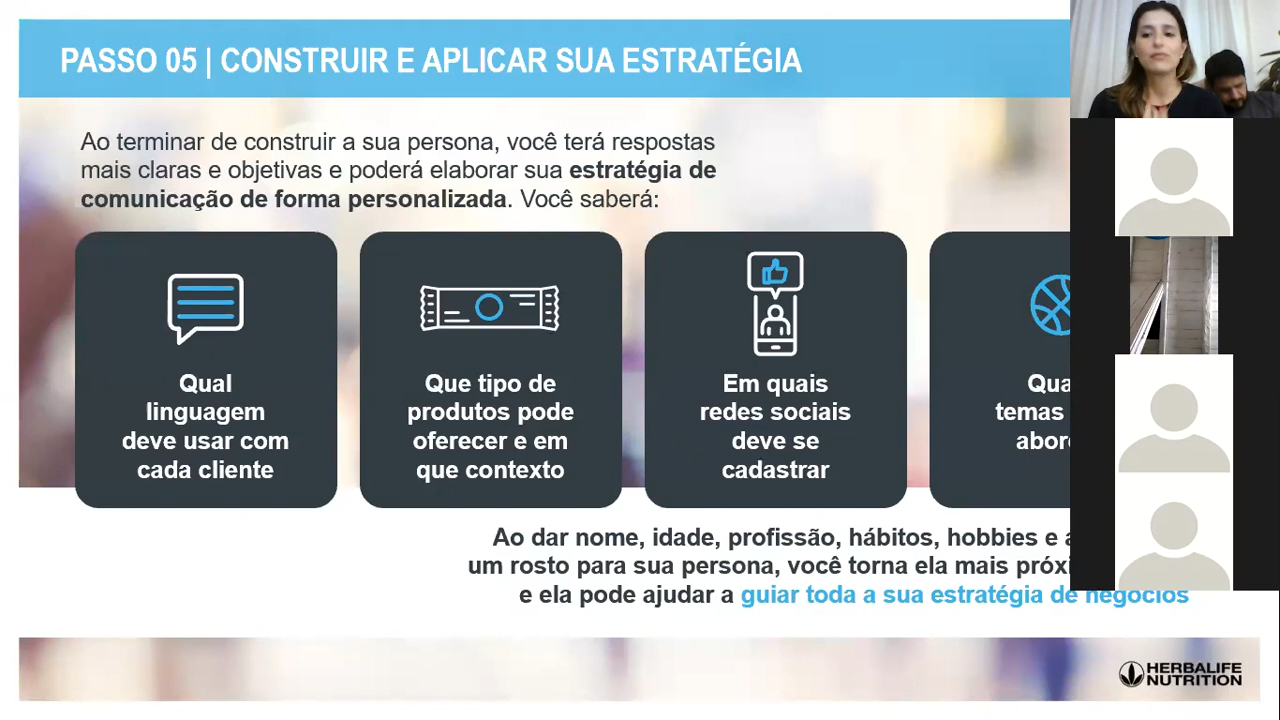 PASSO 05 | CONSTRUIR E APLICAR SUA ESTRATÉGIA
Ao terminar de construir a sua persona, você terá respostas
mais claras e objetivas e poderá elaborar sua estratégia de
comunicação de forma personalizada. Você saberá:
Qual
linguagem
deve usar com
cada cliente
Que tipo de
produtos pode
oferecer e em
que contexto
Em quais
redes sociais
deve se
cadastrar
temas
Ao dar nome, idade, profissão, hábitos, hobbies e
um rosto para sua persona, você torna ela mais
e ela pode ajudar a guiar toda a sua estratégia de negócios
HERBALIFE
NUTRITION